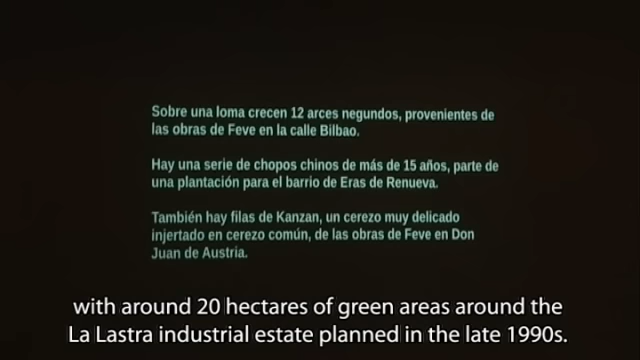 Sobre una loma crecen 12 arces negundos, provenientes de
las obras de Feve en la calle Bilbao.
Hay una serie de chopos chinos de más de 15 años, parte de
una plantación para el barrio de Eras de Renueva.
También hay filas de Kanzan, un cerezo muy delicado
injertado en cerezo común, de las obras de Feve en Don
Juan de Austria.
with around 20 hectares of green areas around the
La Lastra industrial estate planned in the late 1990s.